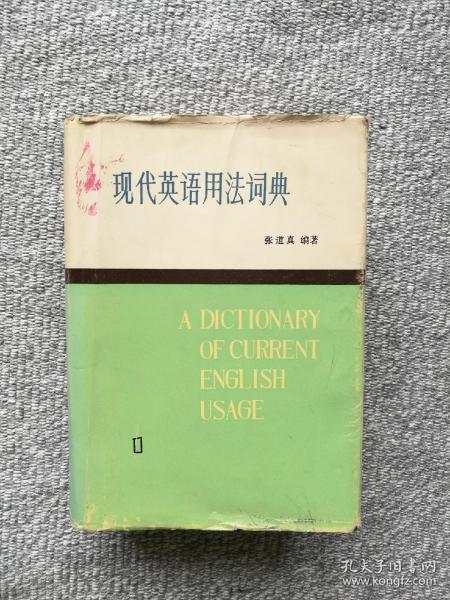 现代英语用法词典
张道真 编著
A DICTIONARY
OF CURRENT
ENGLISH
USAGE
孔夫子旧书网
www.kongfz.com